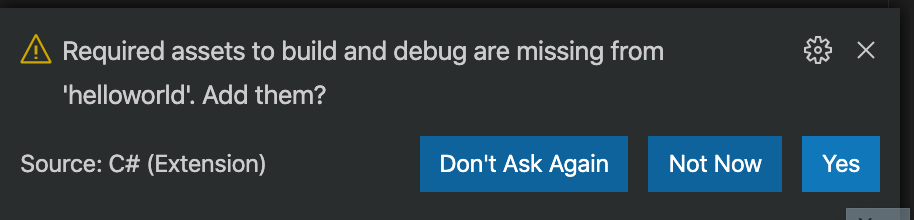 Required assets to build and debug are missing from
'helloworld'. Add them?
Source: C# (Extension)
Don't Ask Again
Not Now
Yes